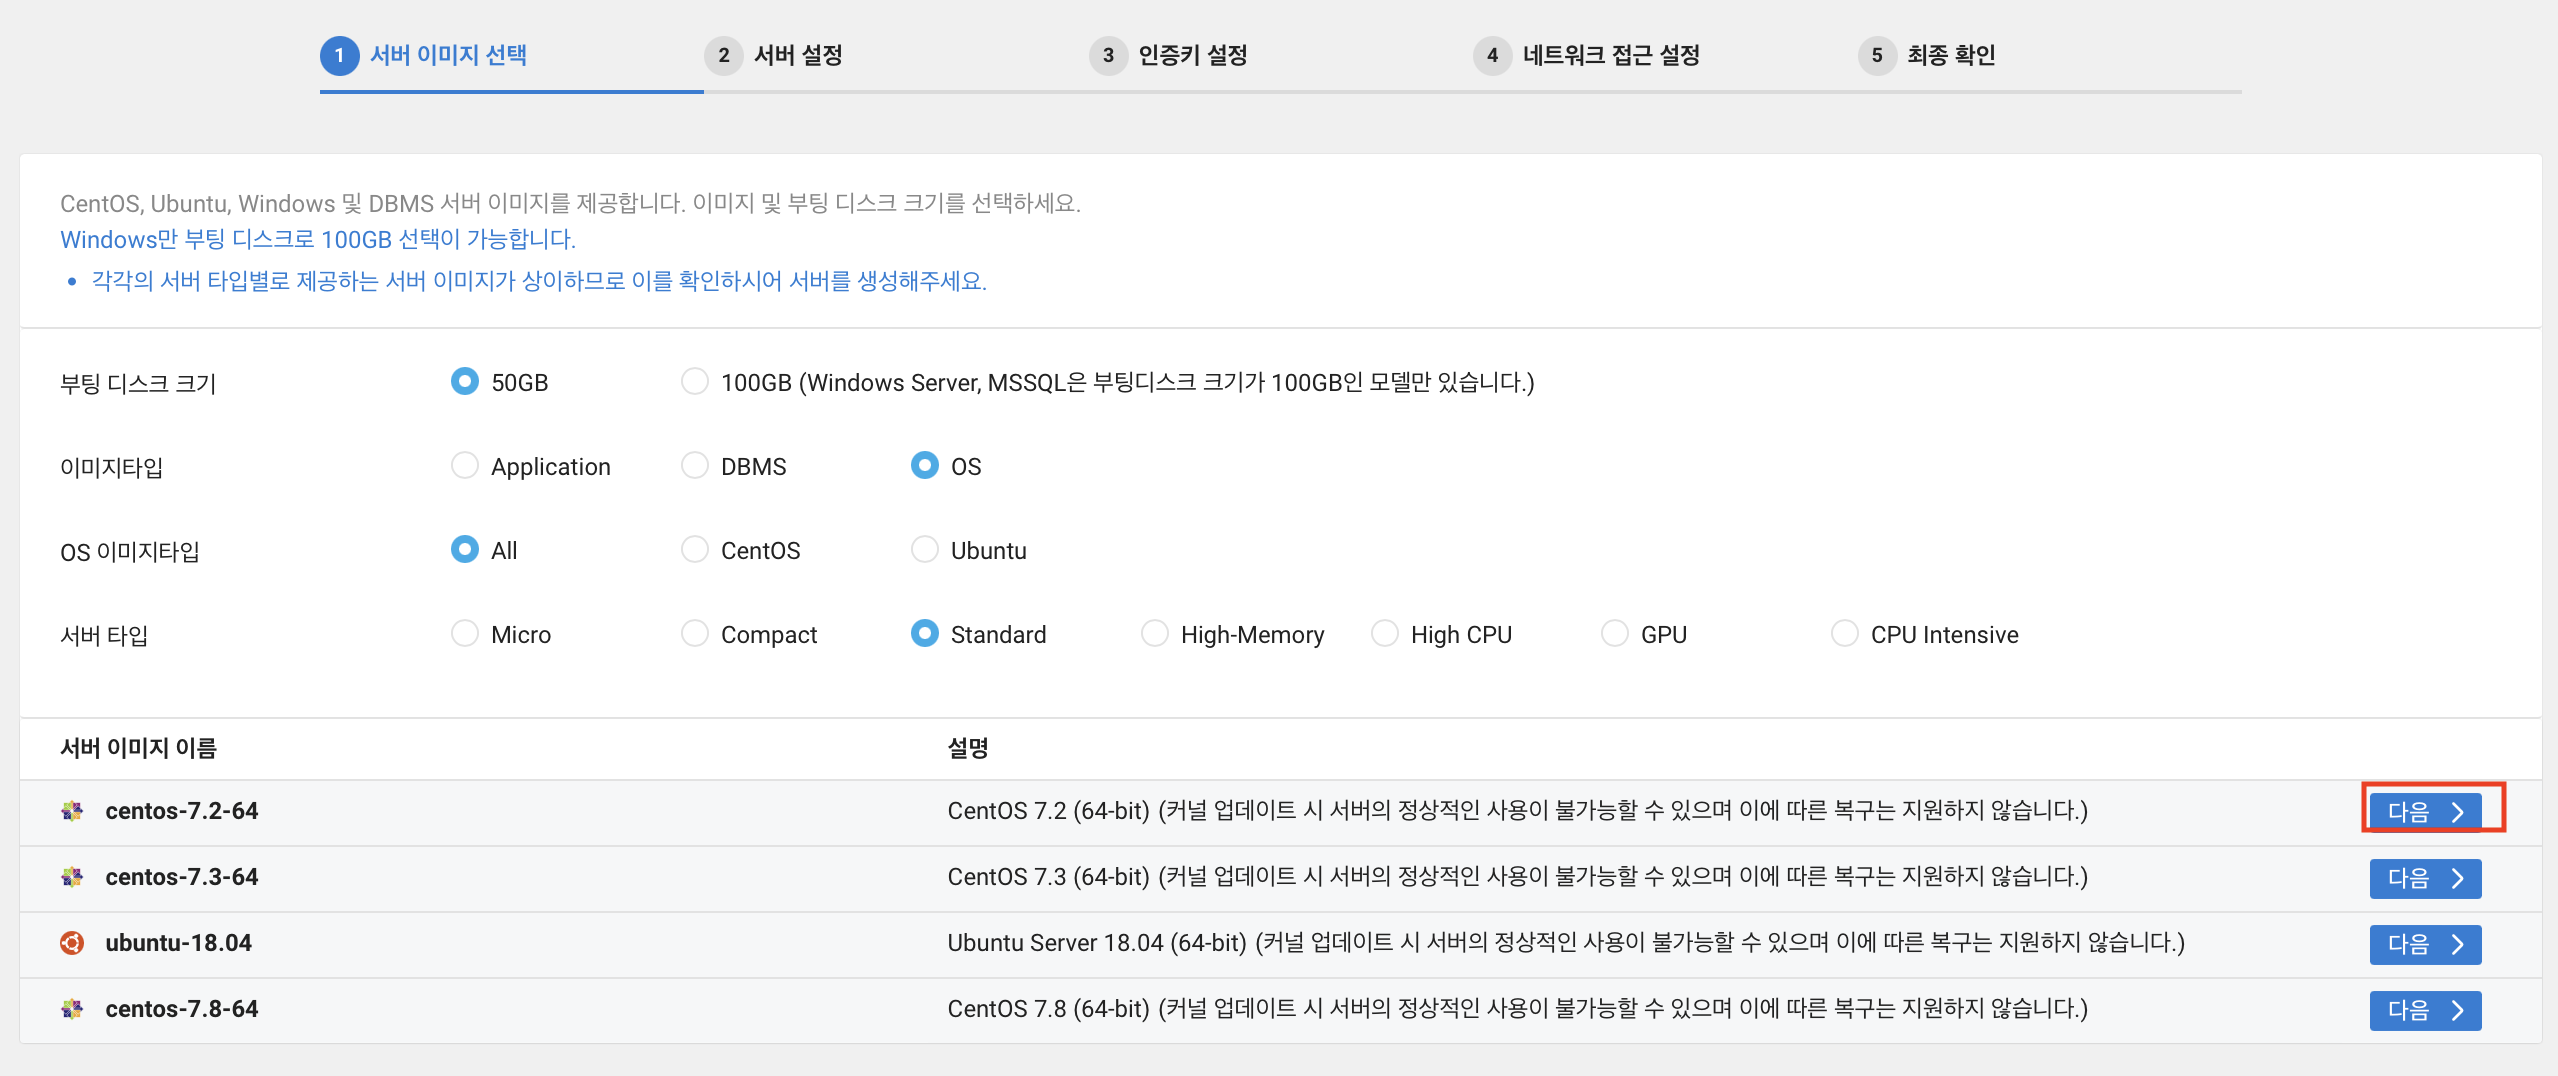 1 서버 이미지 선택 2 서버 설정 3 인증키 설정 4 네트워크 접근 설정 5 최종 확인
CentOS, Ubuntu, Windows 및 DBMS 서버 이미지를 제공합니다. 이미지 및 부팅 디스크 크기를 선택하세요.
Windows만 부팅 디스크로 100GB 선택이 가능합니다.
• 각각의 서버 타입별로 제공하는 서버 이미지가 상이하므로 이를 확인하시어 서버를 생성해주세요.
부팅 디스크 크기 50GB 100GB (Windows Server, MSSQL은 부팅디스크 크기가 100GB인 모델만 있습니다.)
이미지타입 Application DBMS OS
OS 이미지타입 All CentOS Ubuntu
서버 타입 Micro Compact Standard High-Memory High CPU GPU CPU Intensive
서버 이미지 이름 설명
centos-7.2-64 CentOS 7.2 (64-bit) (커널 업데이트 시 서버의 정상적인 사용이 불가능할 수 있으며 이에 따른 복구는 지원하지 않습니다.) 다음 >
centos-7.3-64 CentOS 7.3 (64-bit) (커널 업데이트 시 서버의 정상적인 사용이 불가능할 수 있으며 이에 따른 복구는 지원하지 않습니다.) 다음 >
ubuntu-18.04 Ubuntu Server 18.04 (64-bit) (커널 업데이트 시 서버의 정상적인 사용이 불가능할 수 있으며 이에 따른 복구는 지원하지 않습니다.) 다음 >
centos-7.8-64 CentOS 7.8 (64-bit) (커널 업데이트 시 서버의 정상적인 사용이 불가능할 수 있으며 이에 따른 복구는 지원하지 않습니다.) 다음 >